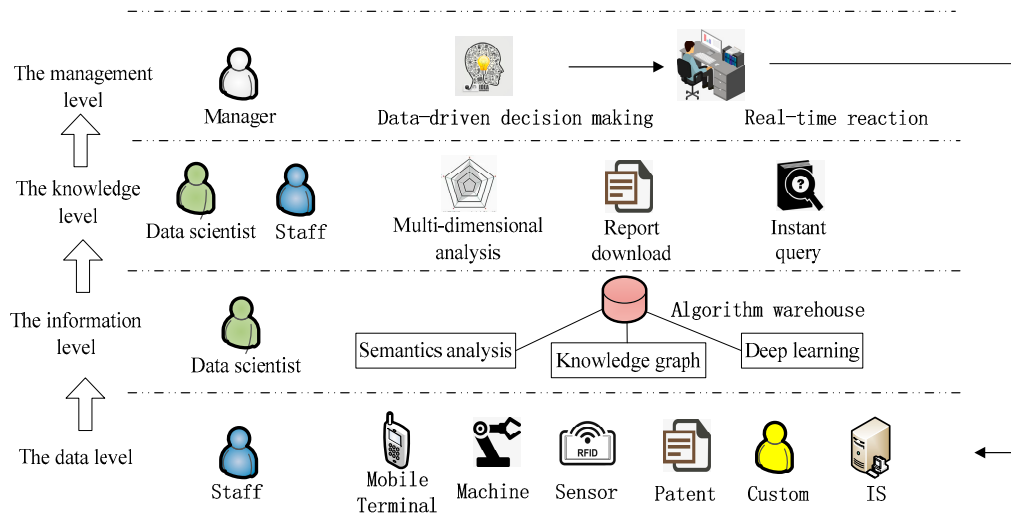 The management
level
Manager
Data-driven decision making
Real-time reaction
The knowledge
level
Data scientist
Staff
Multi-dimensional
analysis
Report
download
Instant
query
The information
level
Data scientist
Algorithm warehouse
Semantics analysis
Knowledge graph
Deep learning
The data level
Staff
Mobile
Terminal
Machine
RFID
Sensor
Patent
Custom
IS